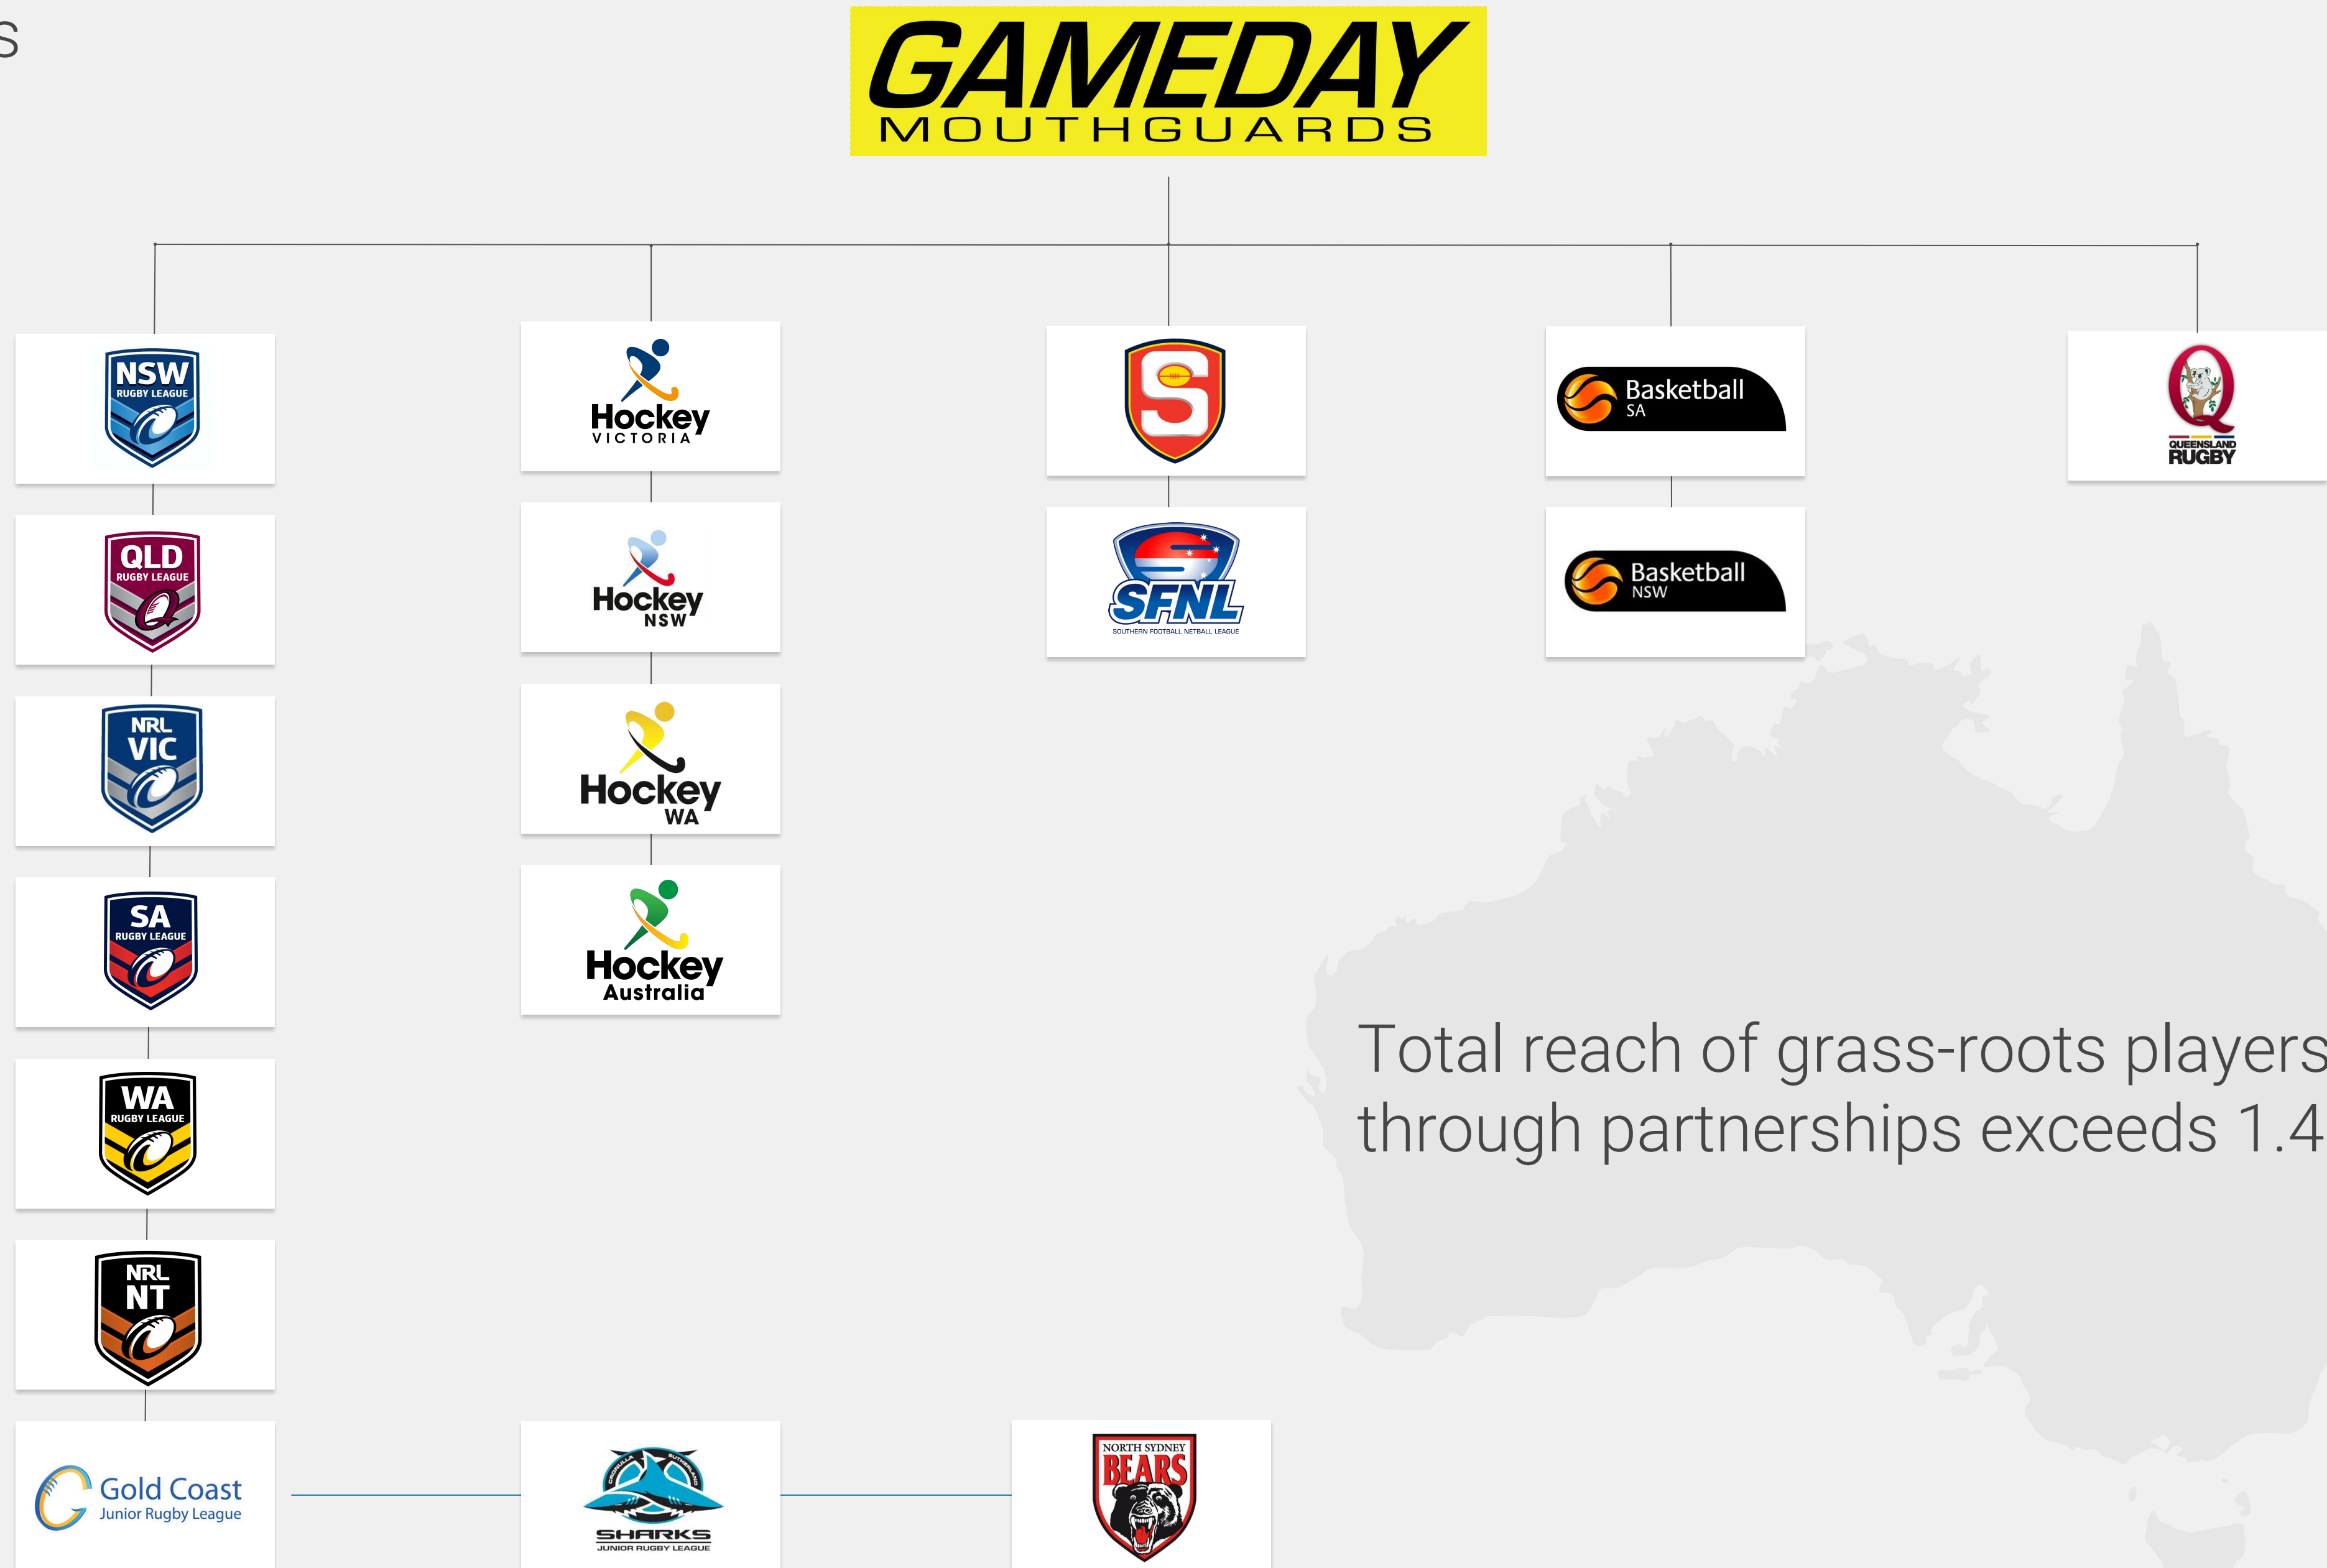 s
GAMEDAY
MOUTHGUARDS
NSW
RUGBY LEAGUE
Hockey
VICTORIA
S
Basketball
SA
Q
QUEENSLAND
RUGBY
QLD
RUGBY LEAGUE
Q
Hockey
NSW
SFNL
SOUTHERN FOOTBALL NETBALL LEAGUE
Basketball
NSW
NRL
VIC
Hockey
WA
SA
RUGBY LEAGUE
Hockey
Australia
Total reach of grass-roots players
through partnerships exceeds 1.4
WA
RUGBY LEAGUE
NRL
NT
Gold Coast
Junior Rugby League
CRONULLA
SUTHERLAND
SHARKS
JUNIOR RUGBY LEAGUE
NORTH SYDNEY
BEARS